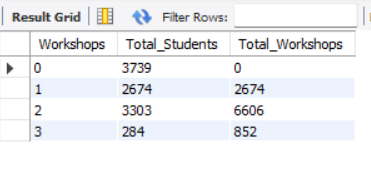 Result Grid Filter Rows:
Workshops Total_Students Total_Workshops
0 3739 0
1 2674 2674
2 3303 6606
3 284 852